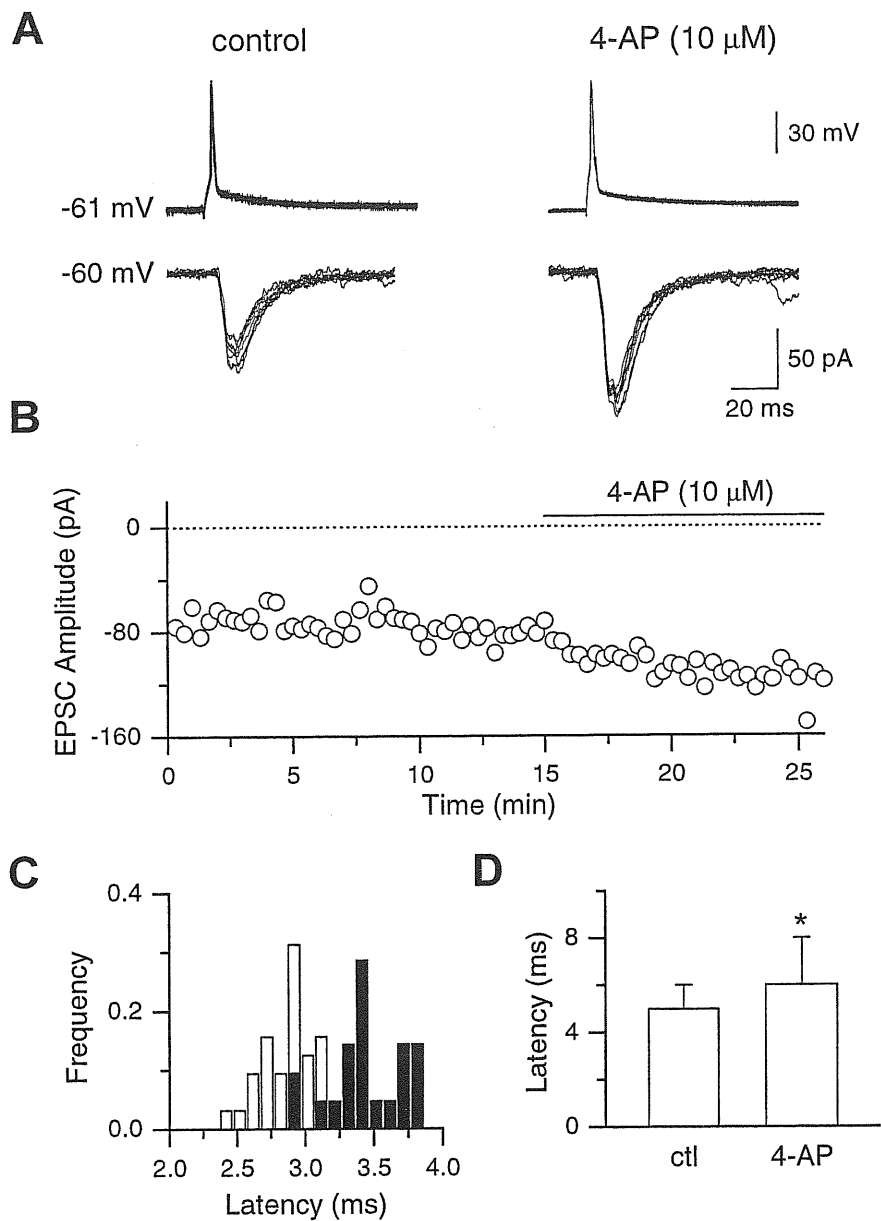 A
control
4-AP (10 µM)
30 mV
-61 mV
-60 mV
50 pA
20 ms
B
4-AP (10 µM)
EPSC Amplitude (pA)
0
-80
-160
0 5 10 15 20 25
Time (min)
C
Frequency
0.4
0.2
0.0
2.0 2.5 3.0 3.5 4.0
Latency (ms)
D
Latency (ms)
8
4
0
*
ctl 4-AP